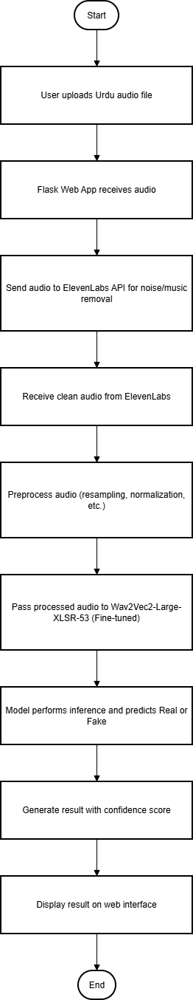 Start
User uploads Urdu audio file
Flask Web App receives audio
Send audio to ElevenLabs API for noise/music
removal
Receive clean audio from ElevenLabs
Preprocess audio (resampling, normalization,
etc.)
Pass processed audio to Wav2Vec2-Large-
XLSR-53 (Fine-tuned)
Model performs inference and predicts Real or
Fake
Generate result with confidence score
Display result on web interface
End